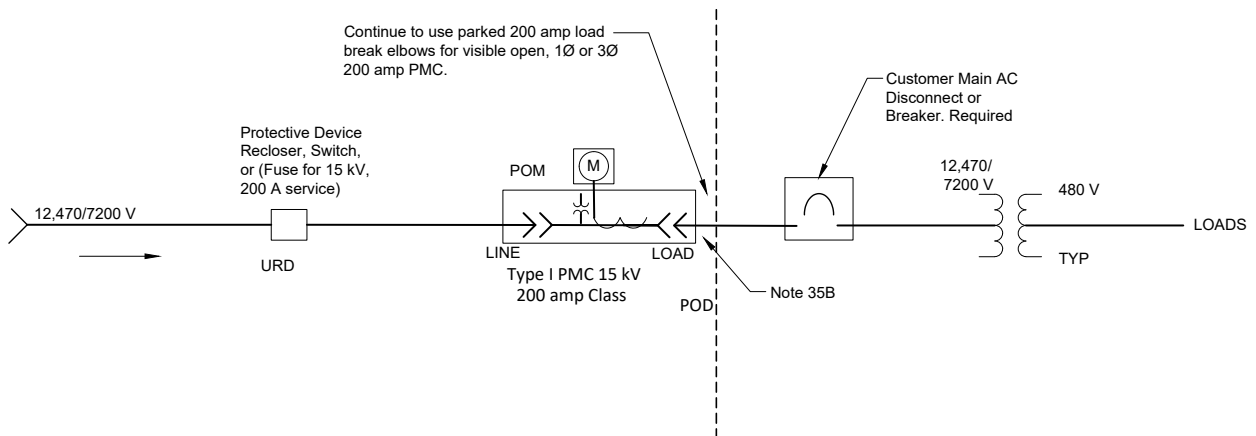 Continue to use parked 200 amp load
break elbows for visible open, 1Ø or 3Ø
200 amp PMC.
Customer Main AC
Disconnect or
Breaker. Required
Protective Device
Recloser, Switch,
or (Fuse for 15 kV,
200 A service)
POM
M
12,470/
7200 V
480 V
12,470/7200 V
LOADS
URD
LINE
LOAD
TYP
Type I PMC 15 kV
200 amp Class
POD
Note 35B